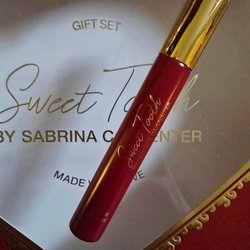 GIFT SET
Sweet Tooth
BY SABRINA CA ENTER
MADE
Sweet Tooth